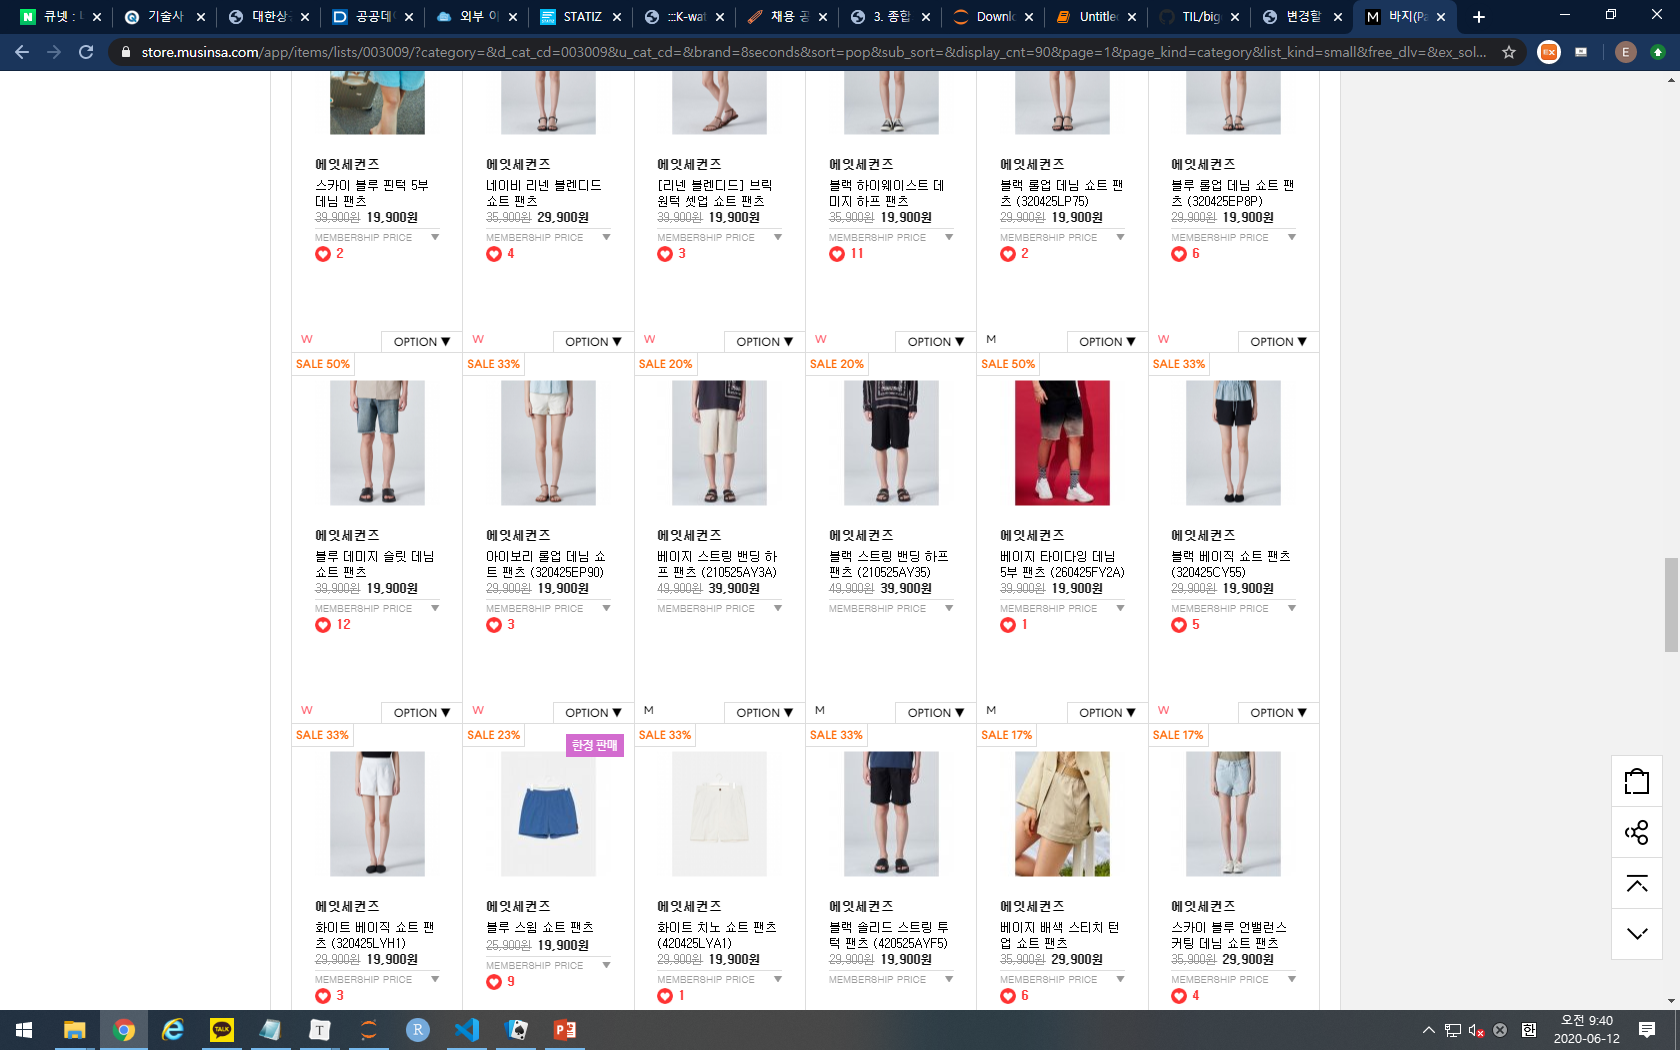 큐넷 :
기술사
대한상
공공데이
외부 이
STATIZ
:::K-wat
채용 공
3. 종합
Downlo
Untitle
TIL/big
변경할
바지(Pa
store.musinsa.com/app/items/lists/003009/?category=&d_cat_cd=003009&u_cat_cd=&brand=8seconds&sort=pop&sub_sort=&display_cnt=90&page=1&page_kind=category&list_kind=small&free_dlv=&ex_sol...
E
에잇세컨즈
스카이 블루 핀턱 5부
데님 팬츠
39,900원 19,900원
MEMBERSHIP PRICE ▼
2
에잇세컨즈
네이비 리넨 블렌디드
쇼트 팬츠
35,900원 29,900원
MEMBERSHIP PRICE ▼
4
에잇세컨즈
[리넨 블렌디드] 브릭
원턱 셋업 쇼트 팬츠
39,900원 19,900원
MEMBERSHIP PRICE ▼
3
에잇세컨즈
블랙 하이웨이스트 데
미지 하프 팬츠
35,900원 19,900원
MEMBERSHIP PRICE ▼
11
에잇세컨즈
블랙 롤업 데님 쇼트 팬
츠 (320425LP75)
29,900원 19,900원
MEMBERSHIP PRICE ▼
2
에잇세컨즈
블루 롤업 데님 쇼트 팬
츠 (320425EP8P)
29,900원 19,900원
MEMBERSHIP PRICE ▼
6
W OPTION ▼
W OPTION ▼
W OPTION ▼
W OPTION ▼
M OPTION ▼
W OPTION ▼
SALE 50%
SALE 33%
SALE 20%
SALE 20%
SALE 50%
SALE 33%
에잇세컨즈
블루 데미지 슬릿 데님
쇼트 팬츠
39,900원 19,900원
MEMBERSHIP PRICE ▼
12
에잇세컨즈
아이보리 롤업 데님 쇼
트 팬츠 (320425EP90)
29,900원 19,900원
MEMBERSHIP PRICE ▼
3
에잇세컨즈
베이지 스트링 밴딩 하
프 팬츠 (210525AY3A)
49,900원 39,900원
MEMBERSHIP PRICE ▼
에잇세컨즈
블랙 스트링 밴딩 하프
팬츠 (210525AY35)
49,900원 39,900원
MEMBERSHIP PRICE ▼
에잇세컨즈
베이지 타이다잉 데님
5부 팬츠 (260425FY2A)
39,900원 19,900원
MEMBERSHIP PRICE ▼
1
에잇세컨즈
블랙 베이직 쇼트 팬츠
(320425CY55)
29,900원 19,900원
MEMBERSHIP PRICE ▼
5
W OPTION ▼
W OPTION ▼
M OPTION ▼
M OPTION ▼
M OPTION ▼
W OPTION ▼
SALE 33%
SALE 23%
한정 판매
SALE 33%
SALE 33%
SALE 17%
SALE 17%
에잇세컨즈
화이트 베이직 쇼트 팬
츠 (320425LYH1)
29,900원 19,900원
MEMBERSHIP PRICE ▼
3
에잇세컨즈
블루 스윔 쇼트 팬츠
25,900원 19,900원
MEMBERSHIP PRICE ▼
9
에잇세컨즈
화이트 치노 쇼트 팬츠
(420425LYA1)
29,900원 19,900원
MEMBERSHIP PRICE ▼
1
에잇세컨즈
블랙 솔리드 스트링 투
턱 팬츠 (420525AYF5)
29,900원 19,900원
MEMBERSHIP PRICE ▼
에잇세컨즈
베이지 배색 스티치 턴
업 쇼트 팬츠
35,900원 29,900원
MEMBERSHIP PRICE ▼
6
에잇세컨즈
스카이 블루 언밸런스
커팅 데님 쇼트 팬츠
35,900원 29,900원
MEMBERSHIP PRICE ▼
4
TALK
T
R
한
오전 9:40
2020-06-12